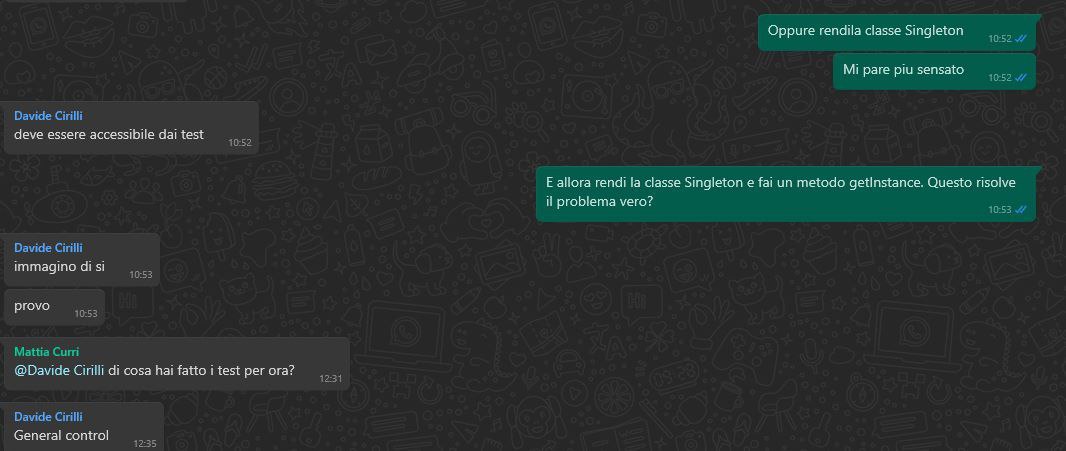 Oppure rendila classe Singleton
10:52
Mi pare piu sensato
10:52
Davide Cirilli
deve essere accessibile dai test
10:52
E allora rendi la classe Singleton e fai un metodo getInstance. Questo risolve
il problema vero?
10:53
Davide Cirilli
immagino di si
10:53
provo
10:53
Mattia Curri
@Davide Cirilli di cosa hai fatto i test per ora?
12:31
Davide Cirilli
General control
12:35